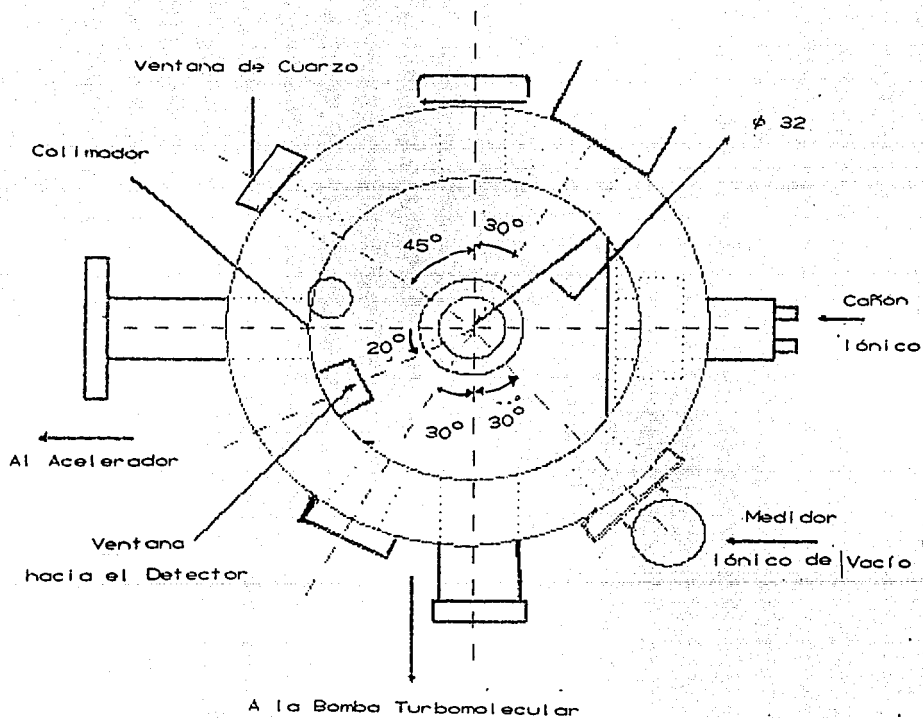 Ventana de Cuarzo
Colimador
ø 32
45°
30°
20°
30°
30°
Cañón
Iónico
Al Acelerador
Ventana
hacia el Detector
Medidor
Iónico de Vacío
A la Bomba Turbomolecular